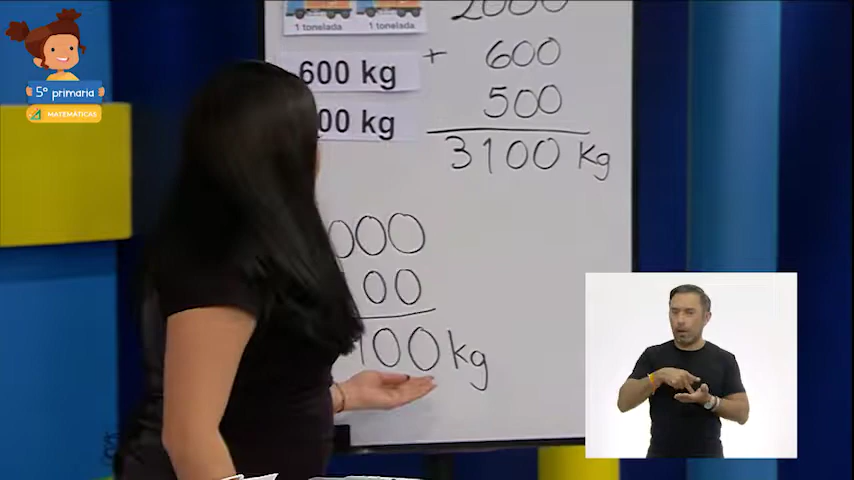 5° primaria
MATEMÁTICAS
1 tonelada 1 tonelada
600 kg
00 kg
2000
+ 600
500
3100 kg
000
00
100 kg